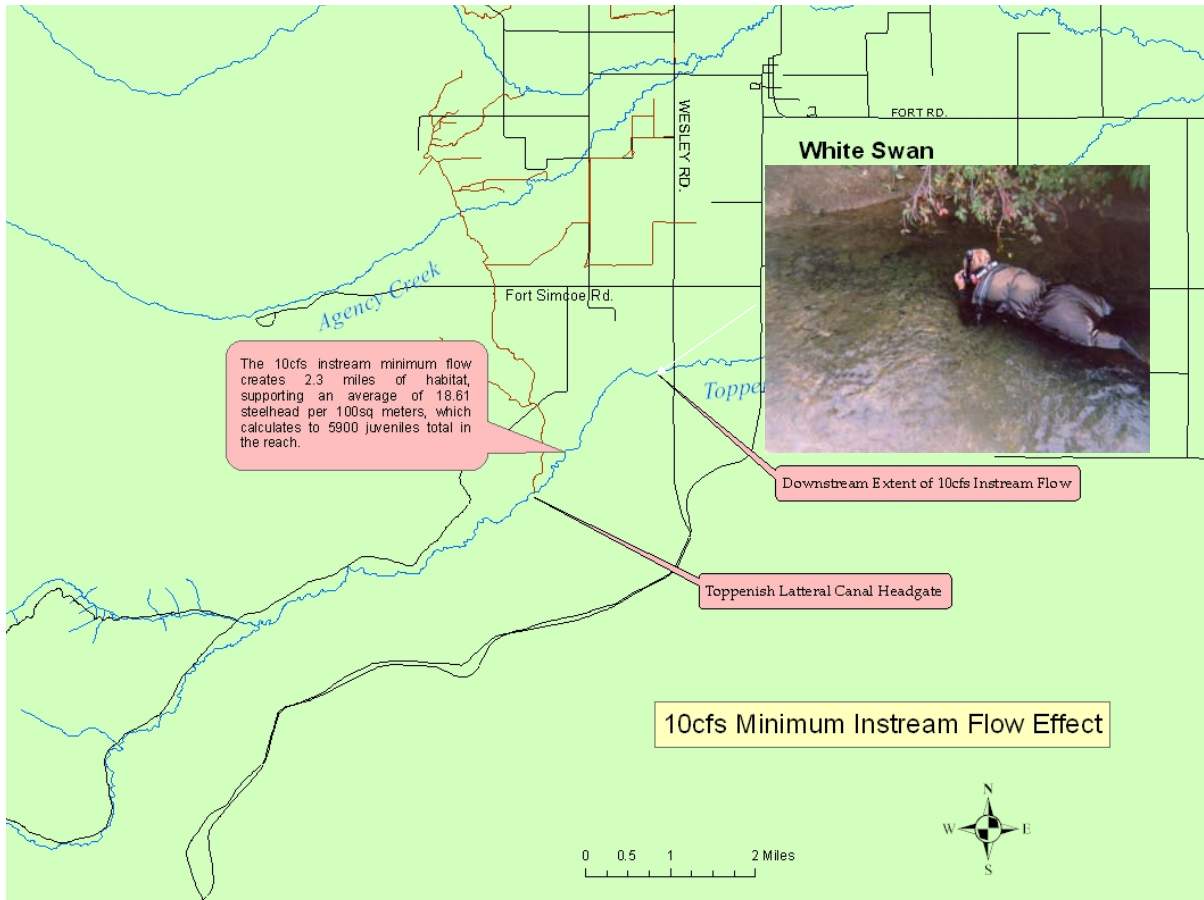 WESLEY RD.
FORT RD.
White Swan
Agency Creek
Fort Simcoe Rd.
The 10cfs instream minimum flow
creates 2.3 miles of habitat,
supporting an average of 18.61
steelhead per 100sq meters, which
calculates to 5900 juveniles total in
the reach.
Toppen
Downstream Extent of 10cfs Instream Flow
Toppenish Latteral Canal Headgate
10cfs Minimum Instream Flow Effect
N
W E
S
0 0.5 1 2 Miles